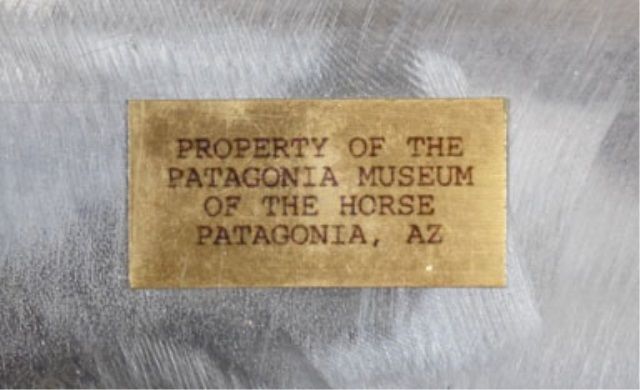 PROPERTY OF THE
PATAGONIA MUSEUM
OF THE HORSE
PATAGONIA, AZ